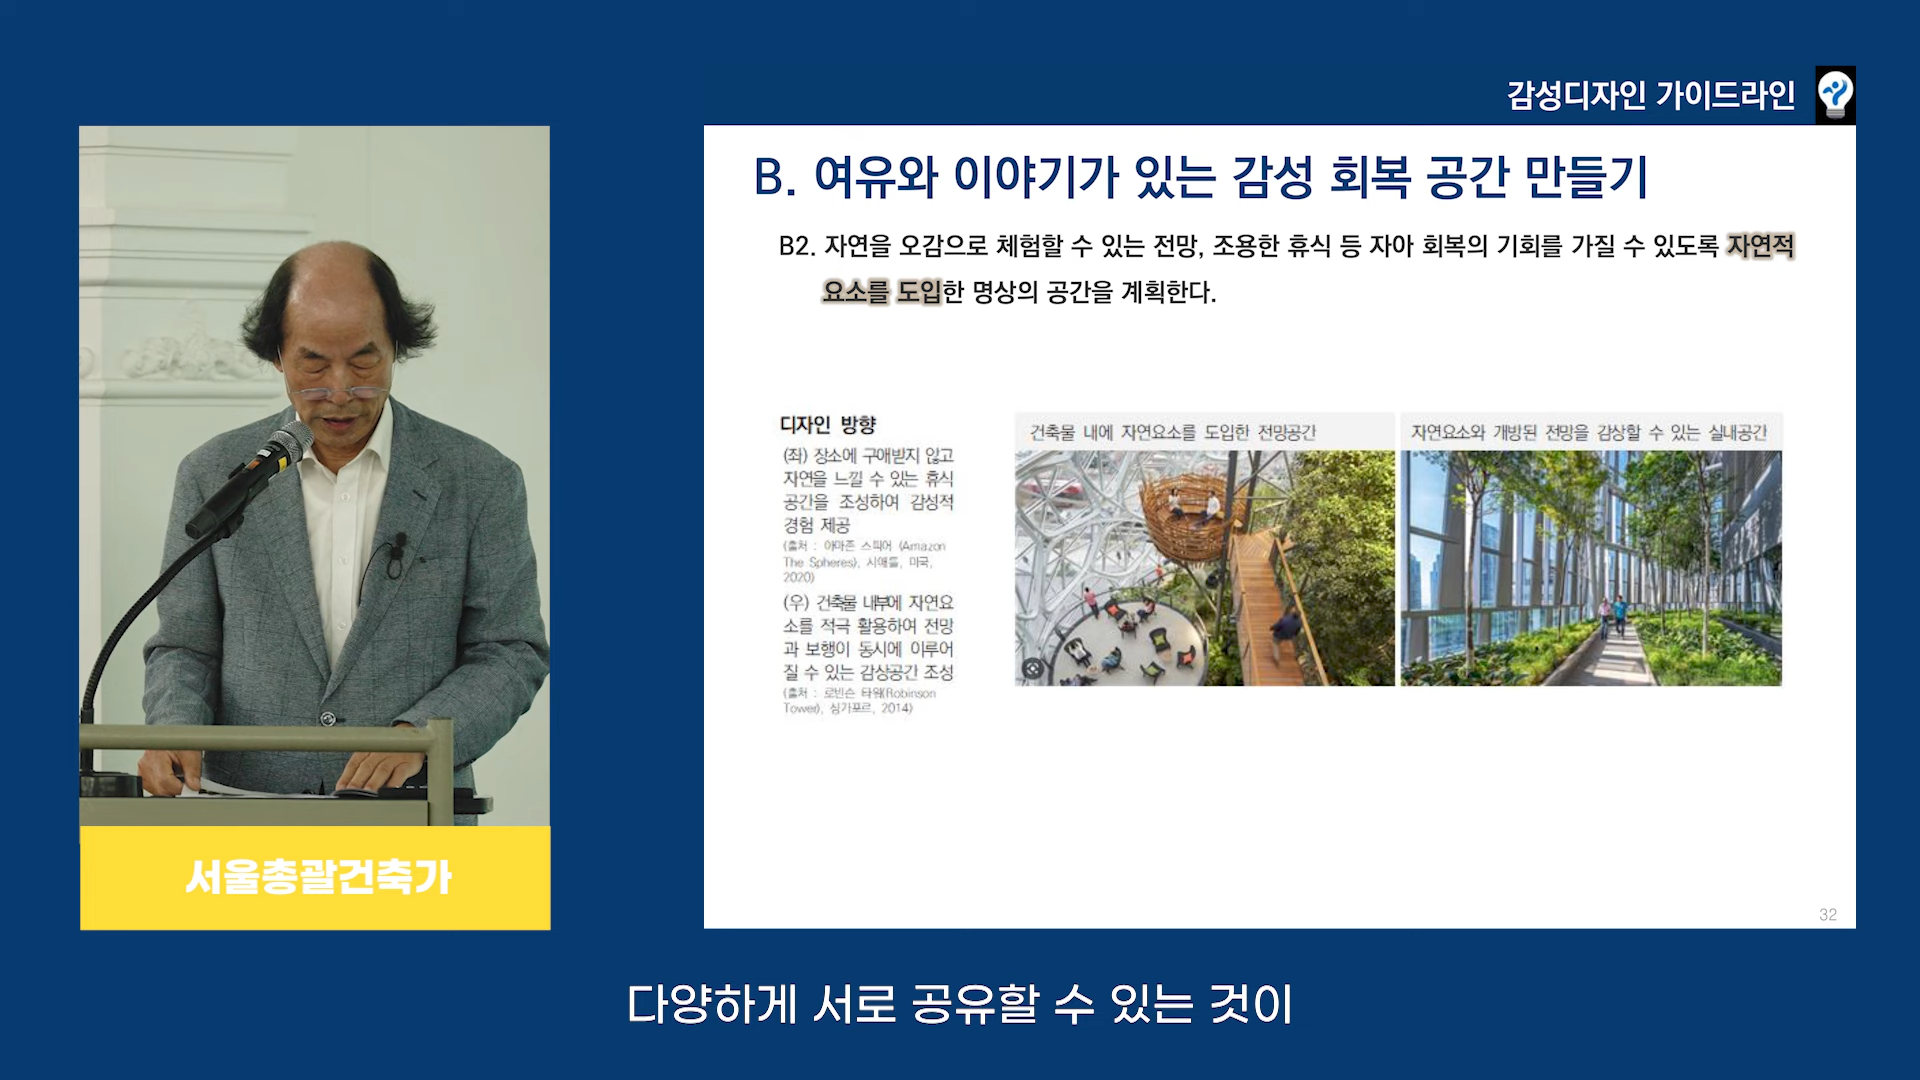 감성디자인 가이드라인
B. 여유와 이야기가 있는 감성 회복 공간 만들기
B2. 자연을 오감으로 체험할 수 있는 전망, 조용한 휴식 등 자아 회복의 기회를 가질 수 있도록 자연적
요소를 도입한 명상의 공간을 계획한다.
디자인 방향
(좌) 장소에 구애받지 않고
자연을 느낄 수 있는 휴식
공간을 조성하여 감성적
경험 제공
(출처 : 아마존 스피어 (Amazon
The Spheres), 시애틀, 미국,
2020)
(우) 건축물 내부에 자연요
소를 적극 활용하여 전망
과 보행이 동시에 이루어
질 수 있는 감상공간 조성
(출처 : 로빈슨 타워(Robinson
Tower), 싱가포르, 2014)
건축물 내에 자연요소를 도입한 전망공간
자연요소와 개방된 전망을 감상할 수 있는 실내공간
32
서울총괄건축가
다양하게 서로 공유할 수 있는 것이